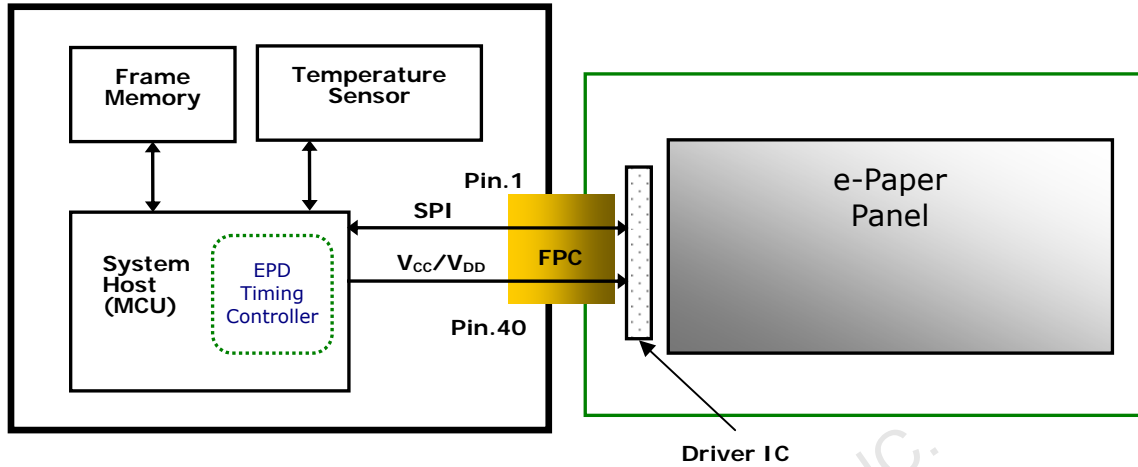 Frame
Memory
Temperature
Sensor
Pin.1
SPI
System
Host
(MCU)
EPD
Timing
Controller
VCC/VDD
FPC
Pin.40
e-Paper
Panel
Driver IC
IC.